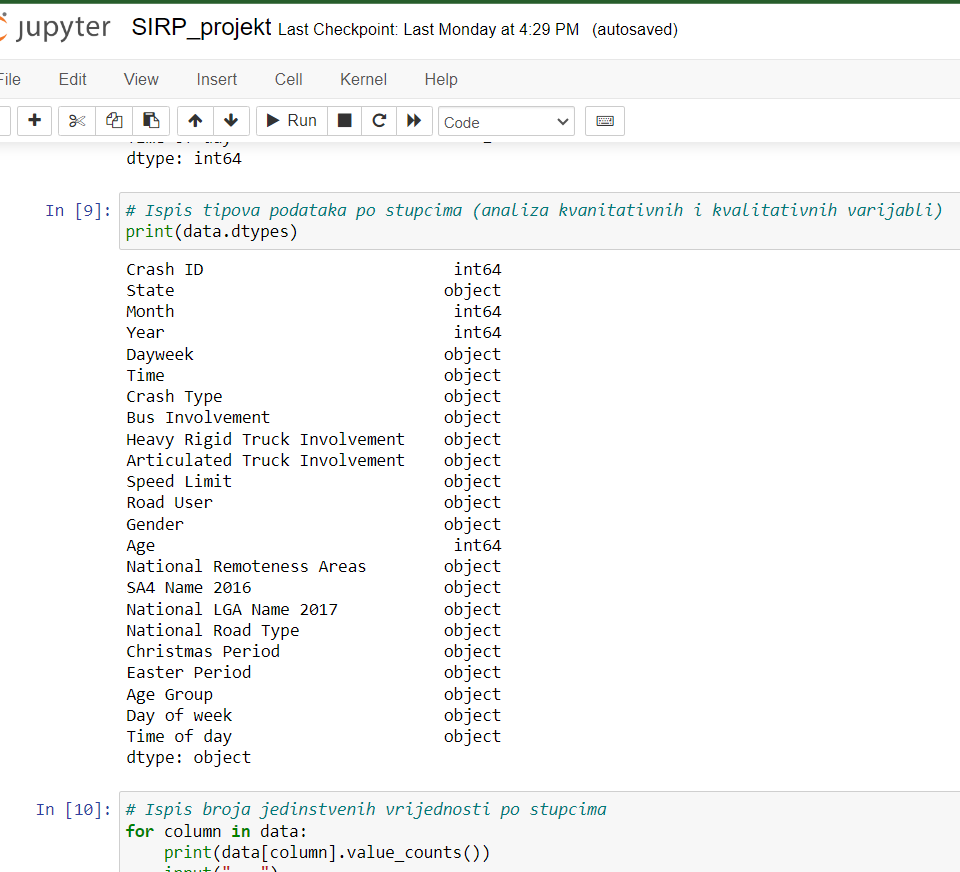 jupyter SIRP_projekt Last Checkpoint: Last Monday at 4:29 PM (autosaved)
File Edit View Insert Cell Kernel Help
Run Code
Time of day
dtype: int64
In [9]: # Ispis tipova podataka po stupcima (analiza kvanitativnih i kvalitativnih varijabli)
print(data.dtypes)
Crash ID int64
State object
Month int64
Year int64
Dayweek object
Time object
Crash Type object
Bus Involvement object
Heavy Rigid Truck Involvement object
Articulated Truck Involvement object
Speed Limit object
Road User object
Gender object
Age int64
National Remoteness Areas object
SA4 Name 2016 object
National LGA Name 2017 object
National Road Type object
Christmas Period object
Easter Period object
Age Group object
Day of week object
Time of day object
dtype: object
In [10]: # Ispis broja jedinstvenih vrijednosti po stupcima
for column in data:
    print(data[column].value_counts())